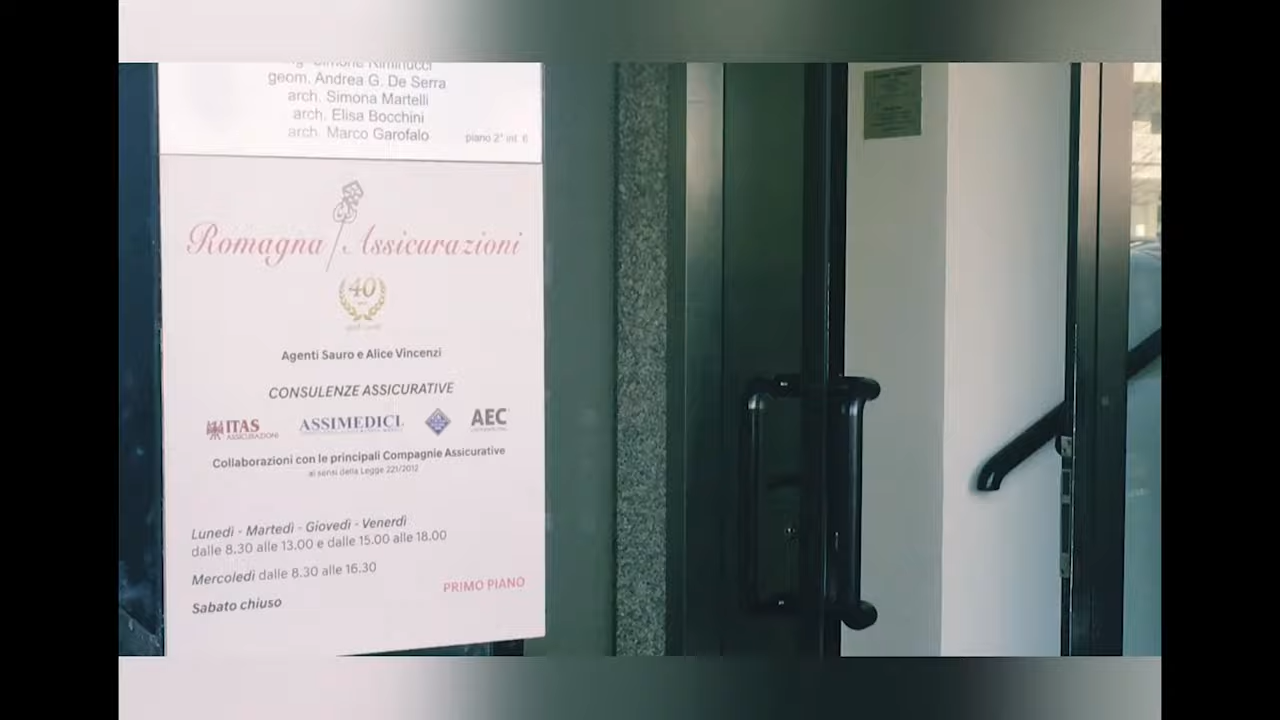 Simone Riminucci
geom. Andrea G. De Serra
arch. Simona Martelli
arch. Elisa Bocchini
arch. Marco Garofalo
piano 2° int. 6
Romagna Assicurazioni
40
Agenti Sauro e Alice Vincenzi
CONSULENZE ASSICURATIVE
ITAS
ASSICURAZIONI
ASSIMEDICI
AEC
Collaborazioni con le principali Compagnie Assicurative
ai sensi della Legge 221/2012
Lunedì - Martedì - Giovedì - Venerdì
dalle 8.30 alle 13.00 e dalle 15.00 alle 18.00
Mercoledì dalle 8.30 alle 16.30
PRIMO PIANO
Sabato chiuso